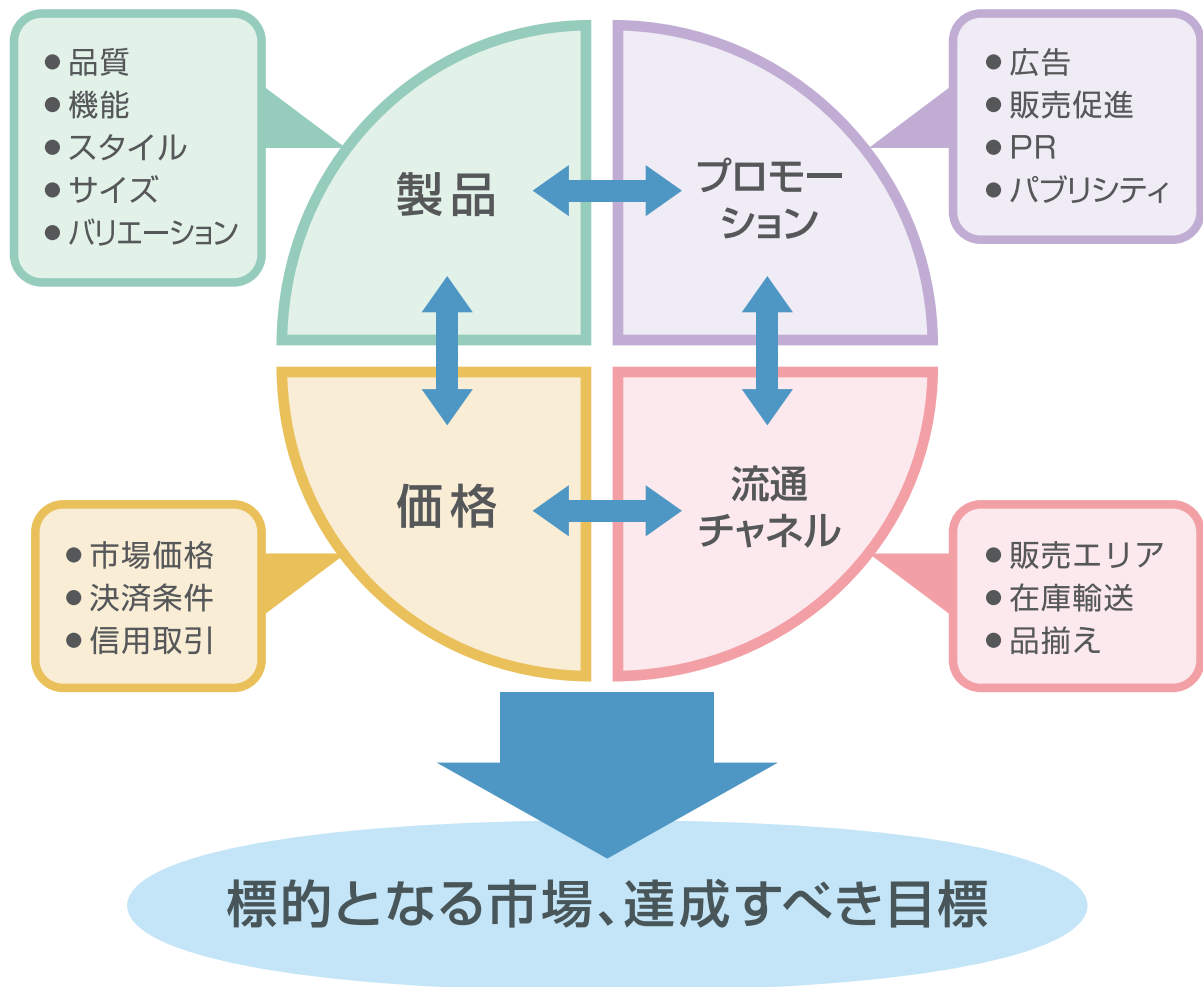 ● 品質
● 機能
● スタイル
● サイズ
● バリエーション
製品
プロモー
ション
● 広告
● 販売促進
● PR
● パブリシティ
価格
● 市場価格
● 決済条件
● 信用取引
流通
チャネル
● 販売エリア
● 在庫輸送
● 品揃え
標的となる市場、達成すべき目標